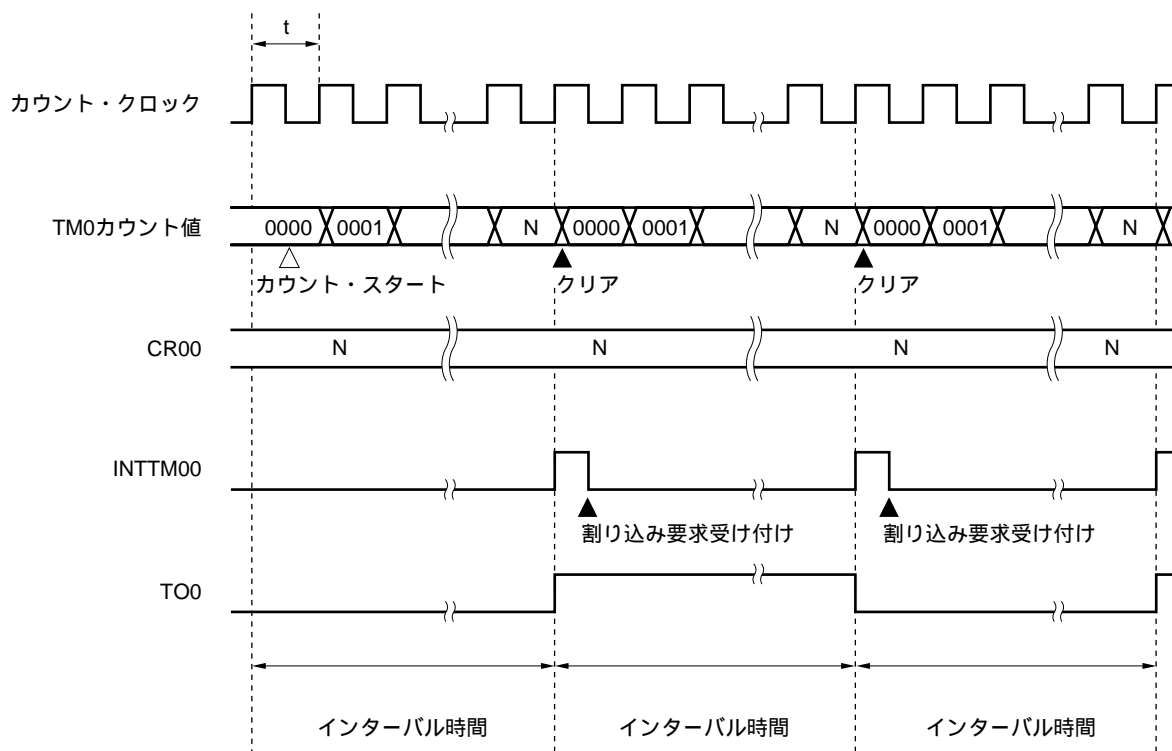 t
カウント・クロック
TM0カウント値
0000 0001 N 0000 0001 N 0000 0001 N
カウント・スタート クリア クリア
CR00 N N N N
INTTM00
割り込み要求受け付け 割り込み要求受け付け
TO0
インターバル時間 インターバル時間 インターバル時間